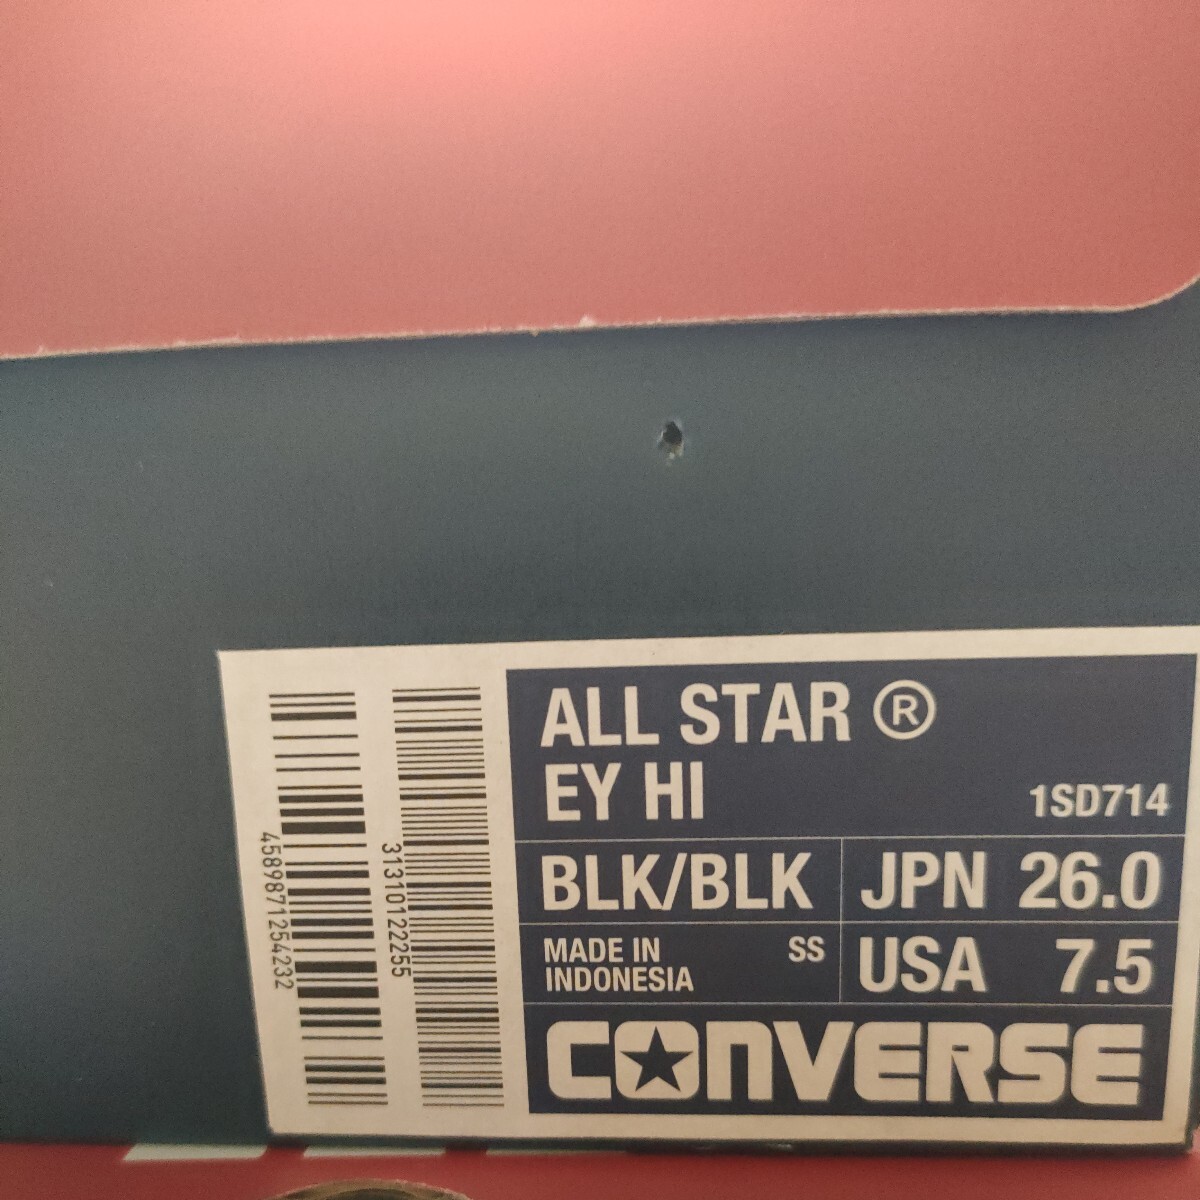 ALL STAR ®
EY HI
1SD714
BLK/BLK
JPN 26.0
MADE IN
INDONESIA
SS
USA 7.5
CONVERSE
31310122255
4589871254232